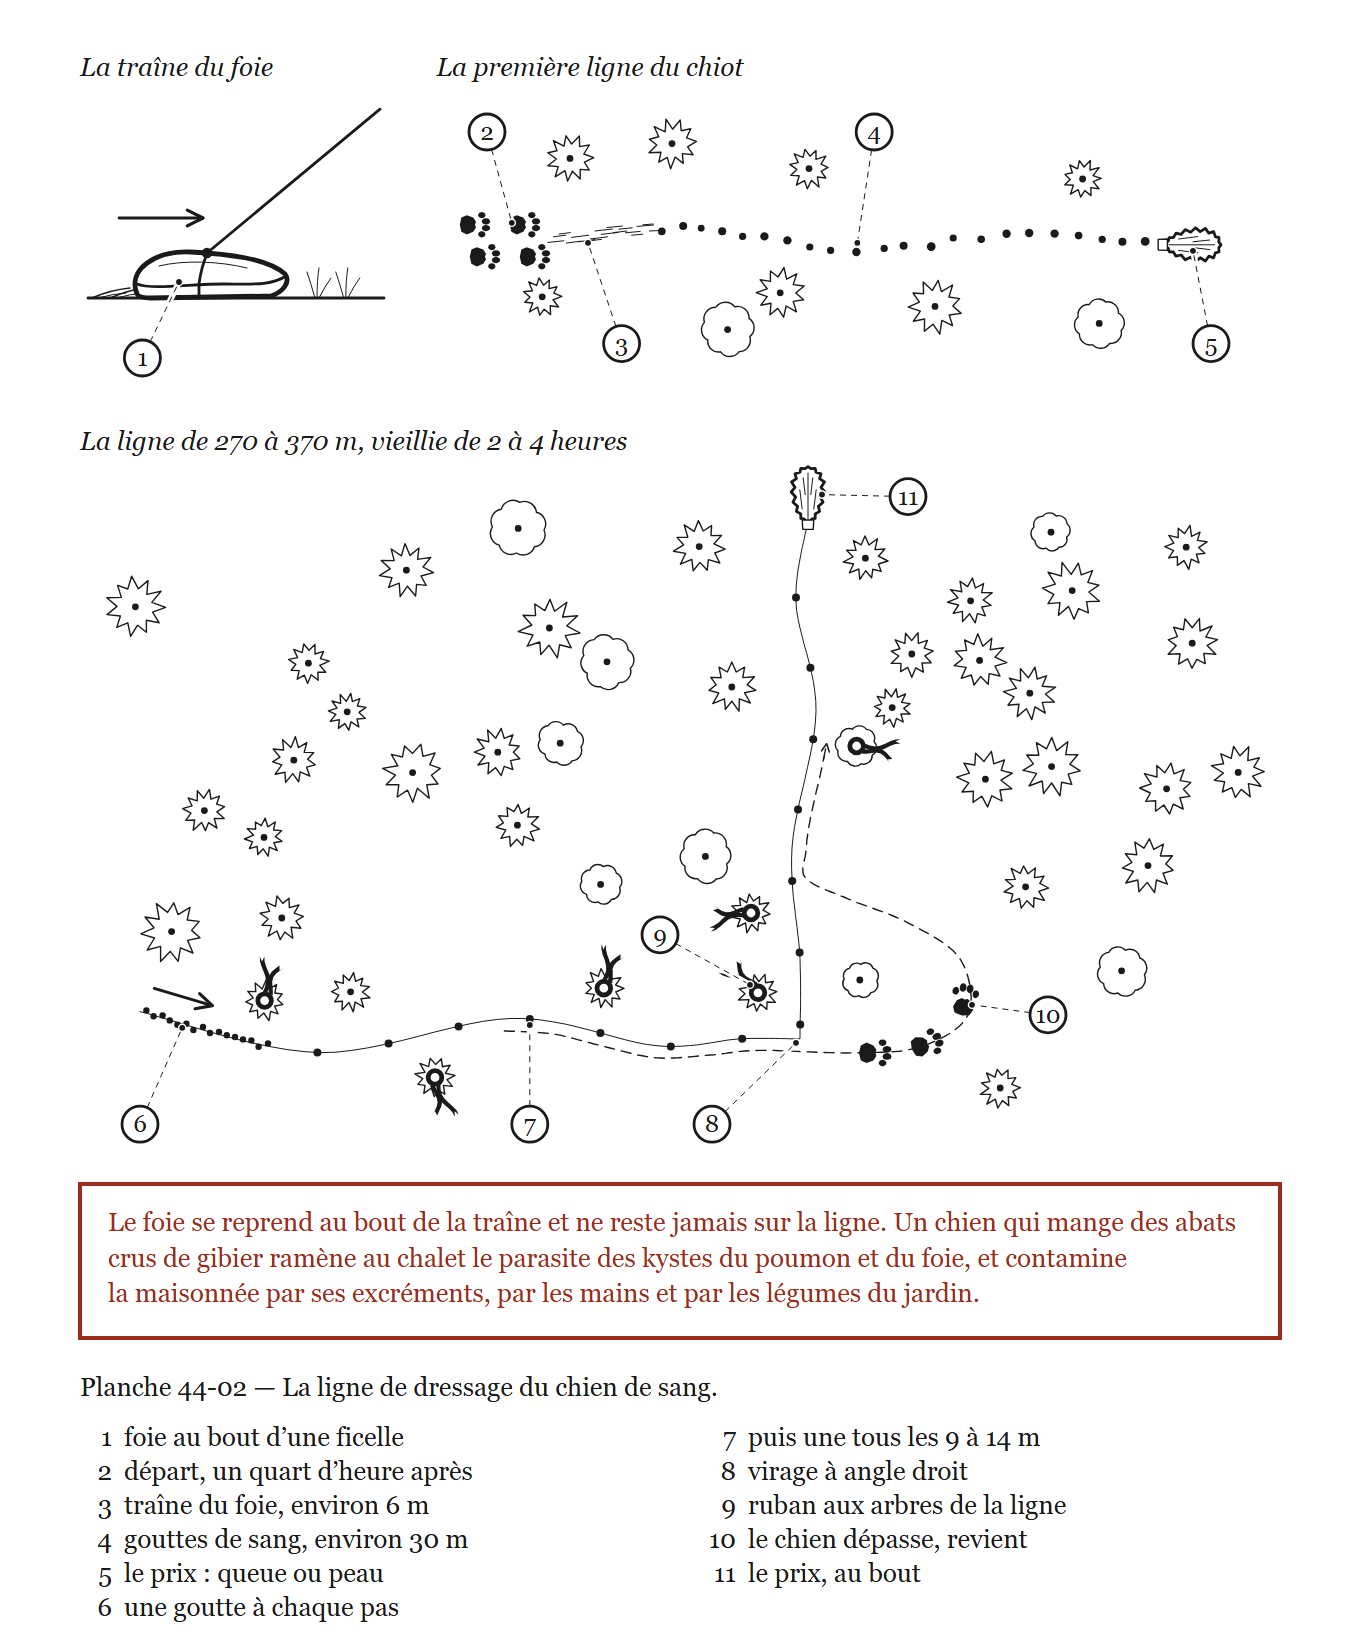 La traîne du foie
La première ligne du chiot
2
4
1
3
5
La ligne de 270 à 370 m, vieillie de 2 à 4 heures
11
9
10
6
7
8
Le foie se reprend au bout de la traîne et ne reste jamais sur la ligne. Un chien qui mange des abats
crus de gibier ramène au chalet le parasite des kystes du poumon et du foie, et contamine
la maisonnée par ses excréments, par les mains et par les légumes du jardin.
Planche 44-02 — La ligne de dressage du chien de sang.
1 foie au bout d’une ficelle
2 départ, un quart d’heure après
3 traîne du foie, environ 6 m
4 gouttes de sang, environ 30 m
5 le prix : queue ou peau
6 une goutte à chaque pas
7 puis une tous les 9 à 14 m
8 virage à angle droit
9 ruban aux arbres de la ligne
10 le chien dépasse, revient
11 le prix, au bout